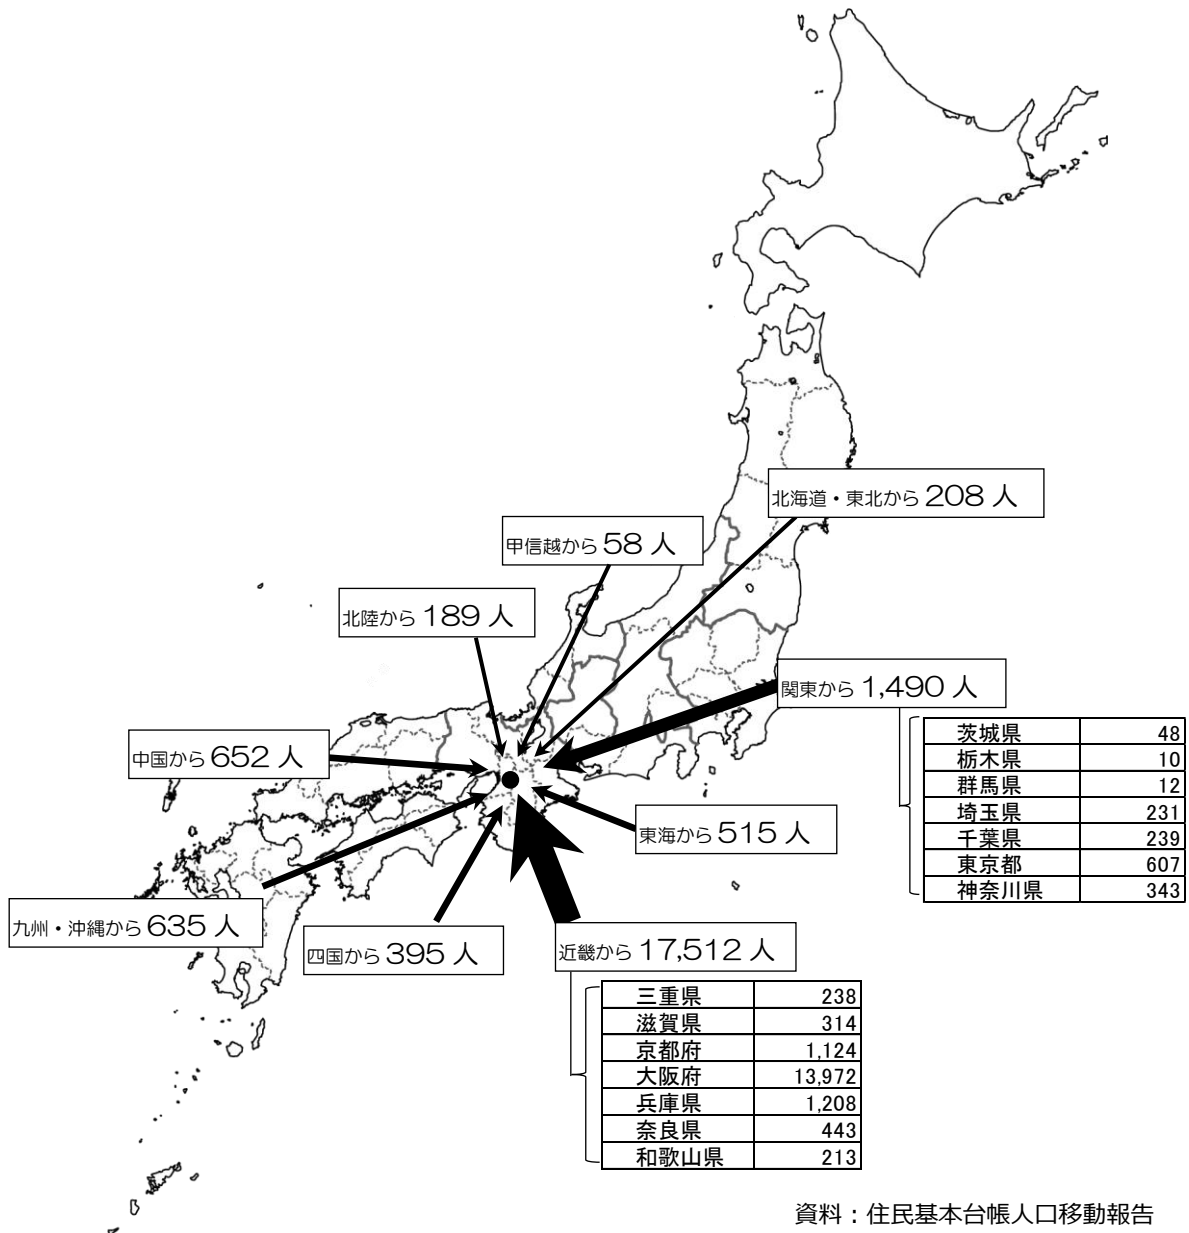 北海道・東北から 208 人
甲信越から 58 人
北陸から 189 人
関東から 1,490 人
茨城県 48
栃木県 10
群馬県 12
埼玉県 231
千葉県 239
東京都 607
神奈川県 343
中国から 652 人
東海から 515 人
九州・沖縄から 635 人
四国から 395 人
近畿から 17,512 人
三重県 238
滋賀県 314
京都府 1,124
大阪府 13,972
兵庫県 1,208
奈良県 443
和歌山県 213
資料：住民基本台帳人口移動報告